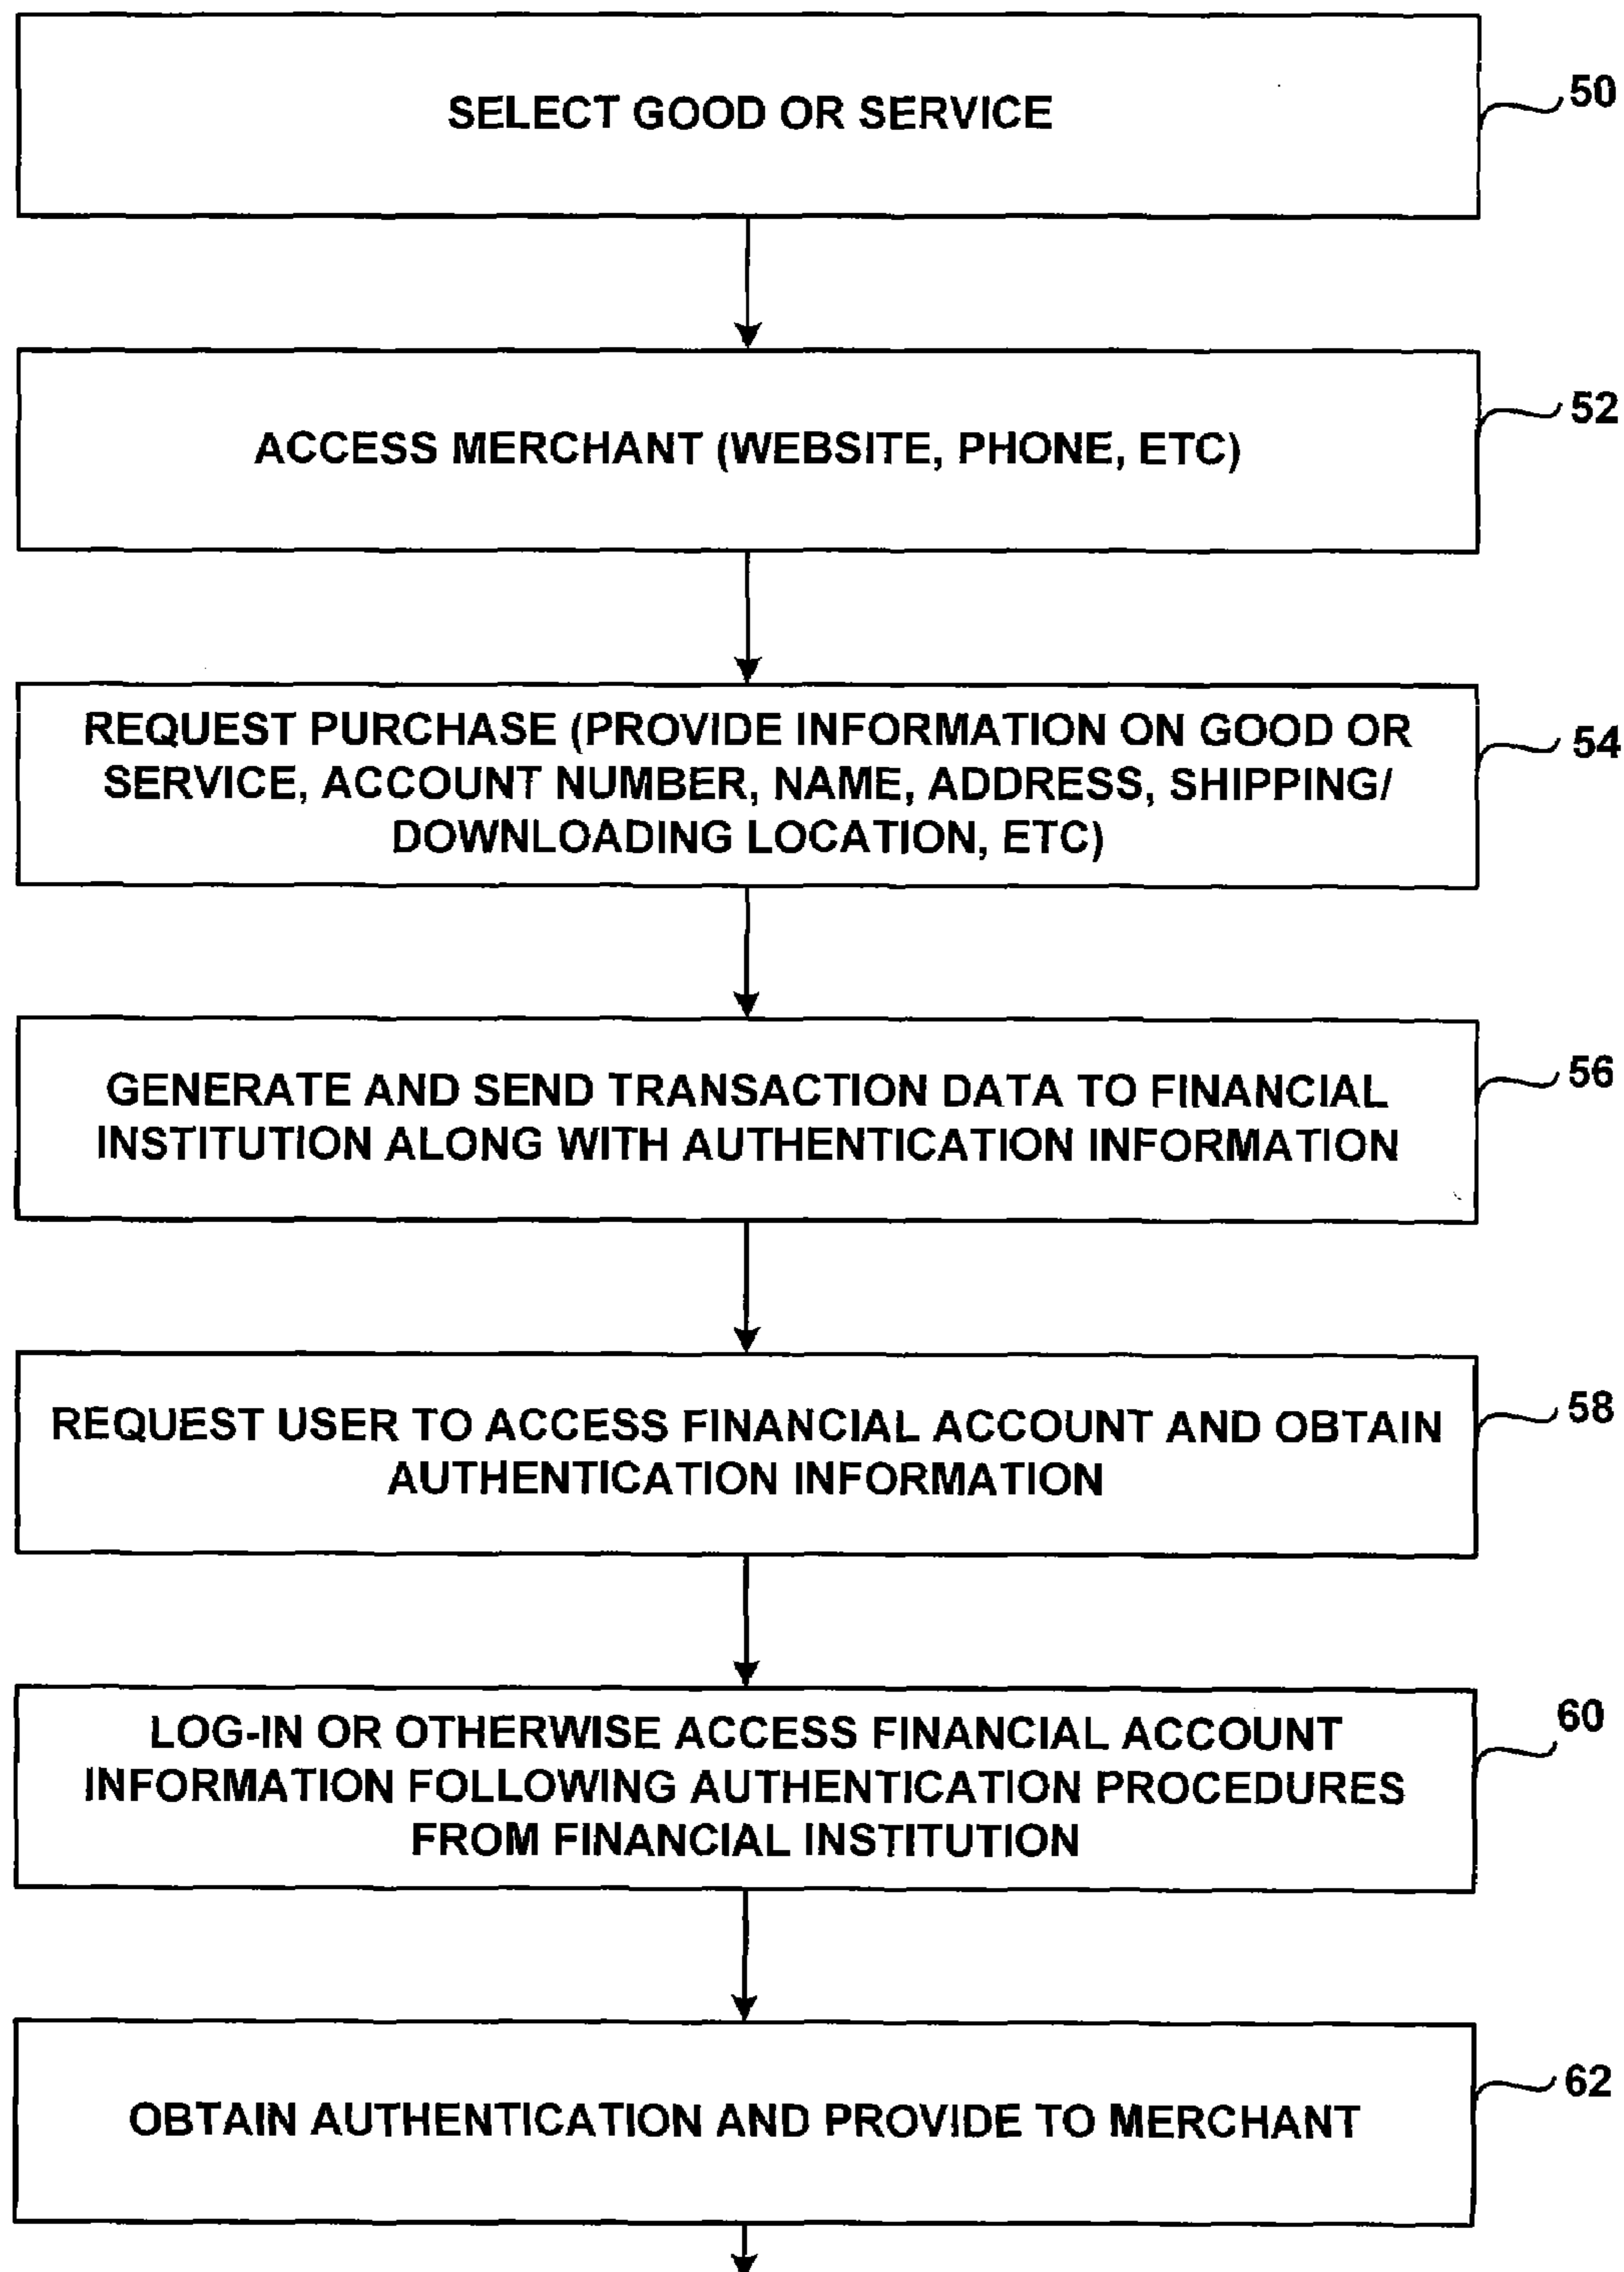 SELECT GOOD OR SERVICE
50
ACCESS MERCHANT (WEBSITE, PHONE, ETC)
52
REQUEST PURCHASE (PROVIDE INFORMATION ON GOOD OR
SERVICE, ACCOUNT NUMBER, NAME, ADDRESS, SHIPPING/
DOWNLOADING LOCATION, ETC)
54
GENERATE AND SEND TRANSACTION DATA TO FINANCIAL
INSTITUTION ALONG WITH AUTHENTICATION INFORMATION
56
REQUEST USER TO ACCESS FINANCIAL ACCOUNT AND OBTAIN
AUTHENTICATION INFORMATION
58
LOG-IN OR OTHERWISE ACCESS FINANCIAL ACCOUNT
INFORMATION FOLLOWING AUTHENTICATION PROCEDURES
FROM FINANCIAL INSTITUTION
60
OBTAIN AUTHENTICATION AND PROVIDE TO MERCHANT
62